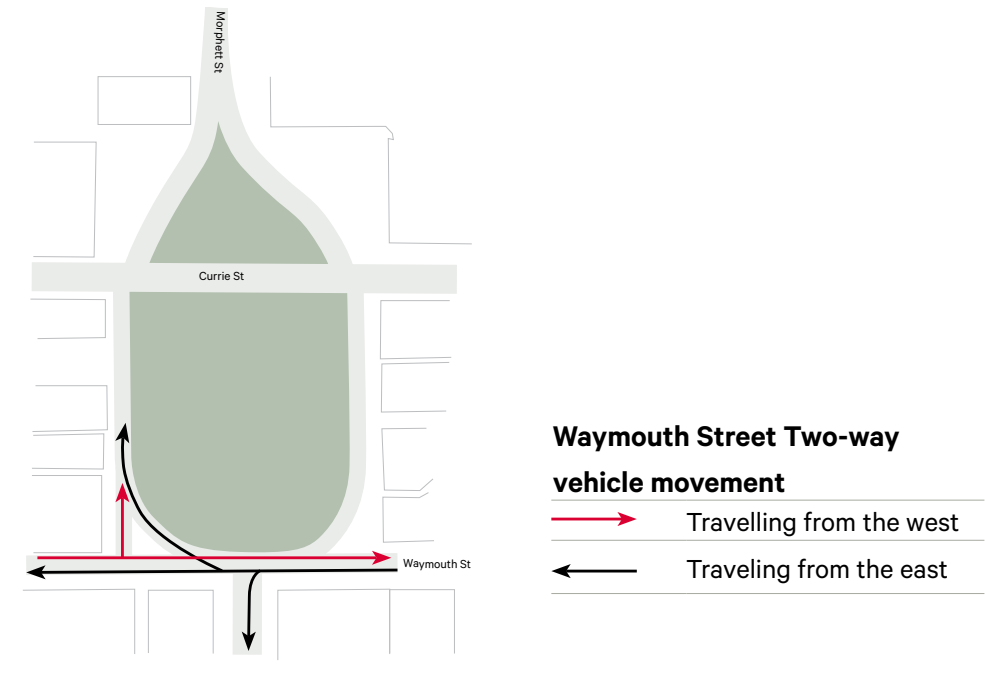 Morphett St
Currie St
Waymouth St
Waymouth Street Two-way
vehicle movement
Travelling from the west
Traveling from the east